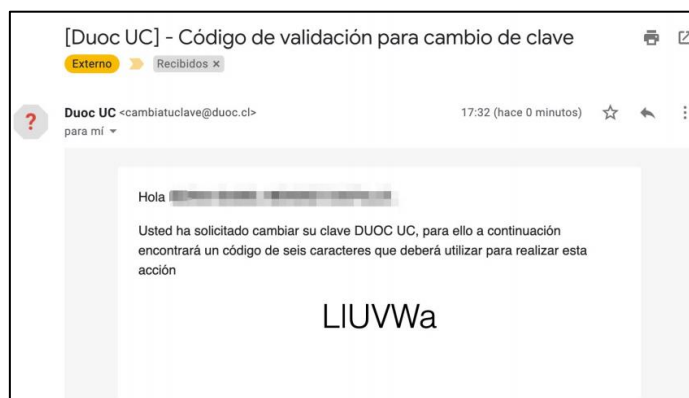 [Duoc UC] - Código de validación para cambio de clave
Externo Recibidos ×
Duoc UC <cambiatuclave@duoc.cl> 17:32 (hace 0 minutos)
?
para mí
Hola
Usted ha solicitado cambiar su clave DUOC UC, para ello a continuación
encontrará un código de seis caracteres que deberá utilizar para realizar esta
acción
LIUVWa